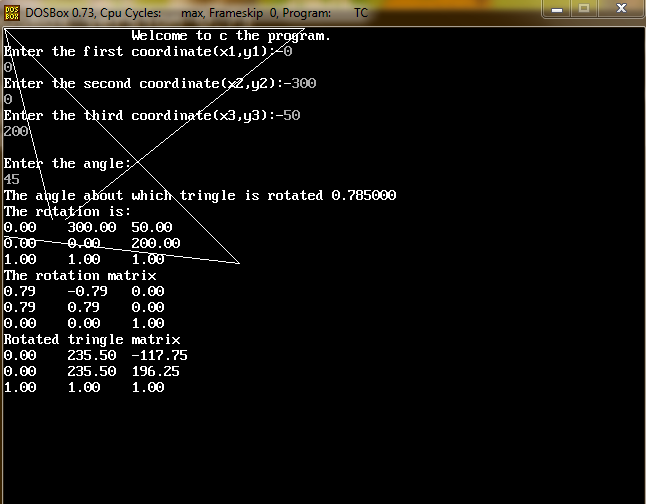 DOSBox 0.73, Cpu Cycles: max, Frameskip 0, Program: TC
Welcome to c the program.
Enter the first coordinate(x1,y1):-0
0
Enter the second coordinate(x2,y2):-300
0
Enter the third coordinate(x3,y3):-50
200
Enter the angle:
45
The angle about which tringle is rotated 0.785000
The rotation is:
0.00 300.00 50.00
0.00 0.00 200.00
1.00 1.00 1.00
The rotation matrix
0.79 -0.79 0.00
0.79 0.79 0.00
0.00 0.00 1.00
Rotated tringle matrix
0.00 235.50 -117.75
0.00 235.50 196.25
1.00 1.00 1.00